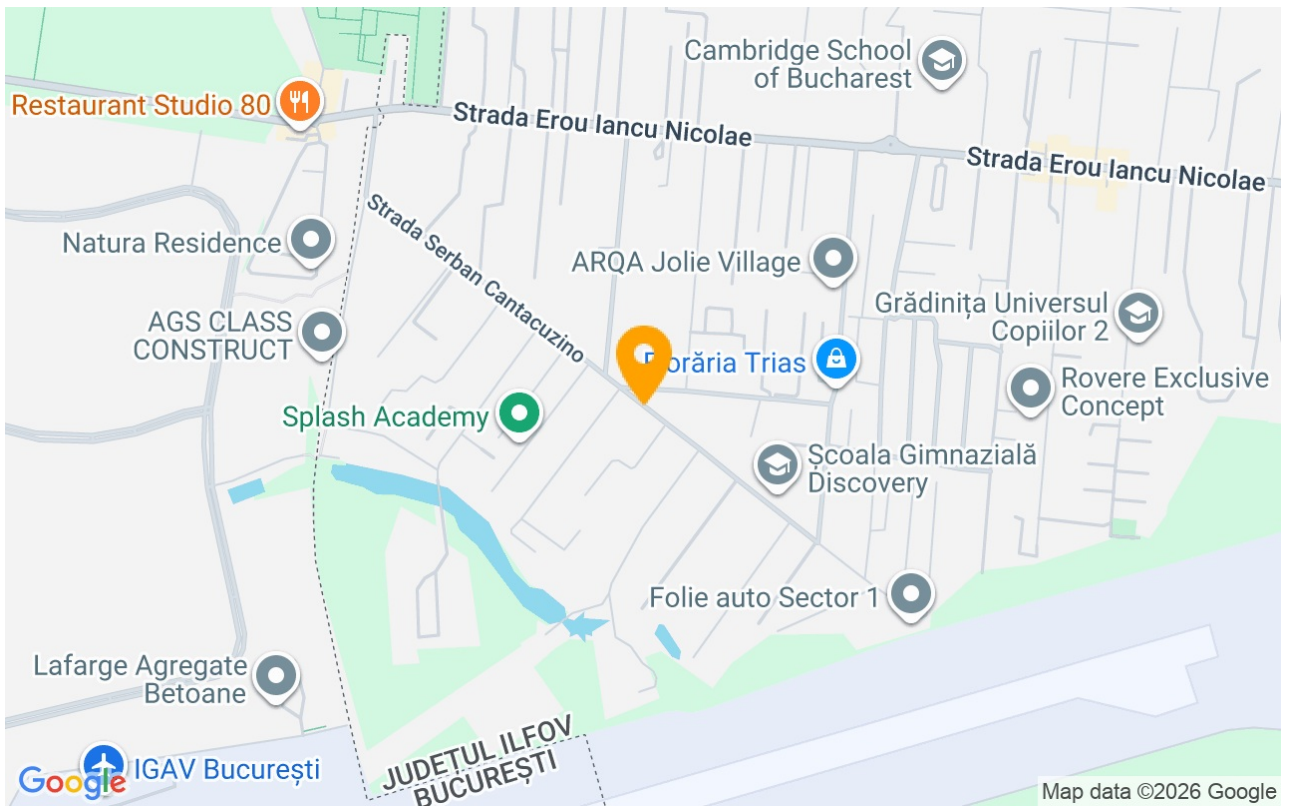 Cambridge School
of Bucharest
Restaurant Studio 80
Strada Erou Iancu Nicolae
Strada Erou Iancu Nicolae
Strada Serban Cantacuzino
Natura Residence
ARQA Jolie Village
Grădinița Universul
Copiilor 2
AGS CLASS
CONSTRUCT
Trias
Rovere Exclusive
Concept
Splash Academy
Școala Gimnazială
Discovery
Folie auto Sector 1
Lafarge Agregate
Betoane
JUDEȚUL ILFOV
BUCUREȘTI
IGAV București
Google
Map data ©2026 Google